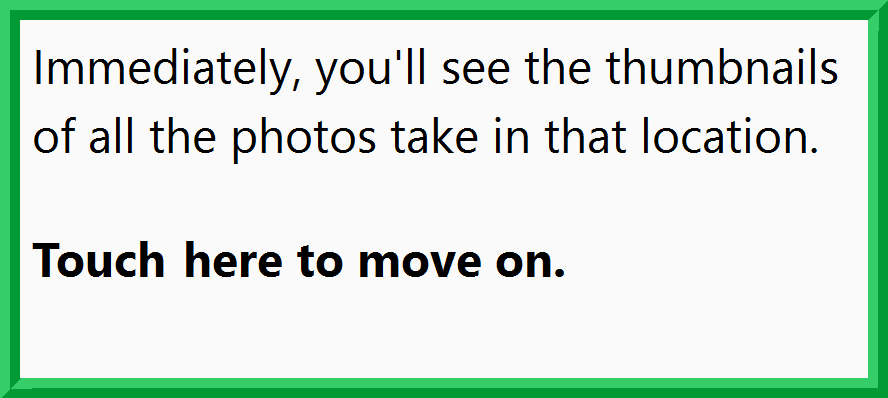 Immediately, you'll see the thumbnails
of all the photos take in that location.
Touch here to move on.